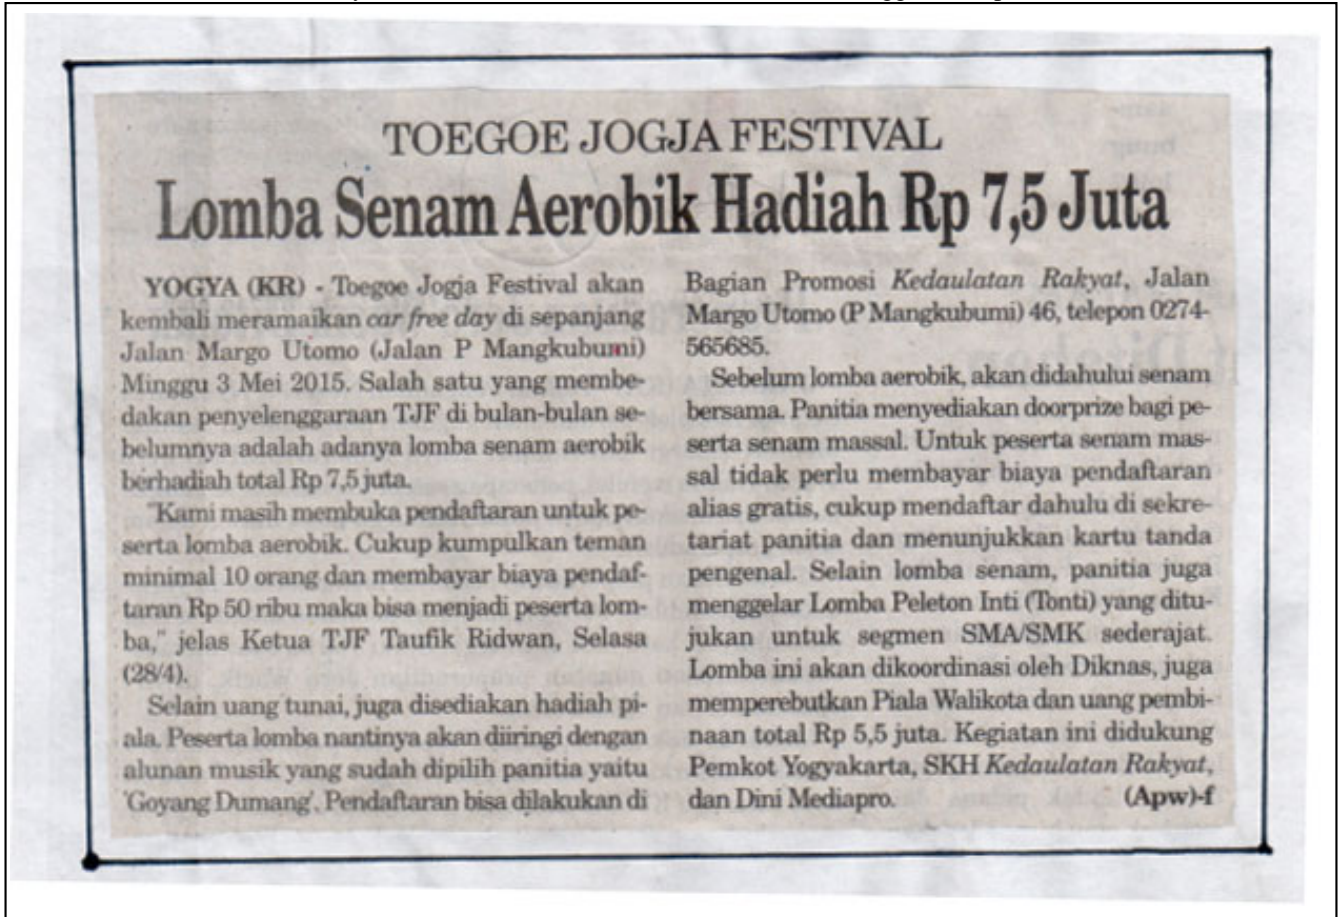 TOEGOE JOGJA FESTIVAL
Lomba Senam Aerobik Hadiah Rp 7,5 Juta
YOGYA (KR) - Toegoe Jogja Festival akan
kembali meramaikan car free day di sepanjang
Jalan Margo Utomo (Jalan P Mangkubumi)
Minggu 3 Mei 2015. Salah satu yang membe-
dakan penyelenggaraan TJF di bulan-bulan se-
belumnya adalah adanya lomba senam aerobik
berhadiah total Rp 7,5 juta.
"Kami masih membuka pendaftaran untuk pe-
serta lomba aerobik. Cukup kumpulkan teman
minimal 10 orang dan membayar biaya pendaf-
taran Rp 50 ribu maka bisa menjadi peserta lom-
ba," jelas Ketua TJF Taufik Ridwan, Selasa
(28/4).
Selain uang tunai, juga disediakan hadiah pi-
ala. Peserta lomba nantinya akan diiringi dengan
alunan musik yang sudah dipilih panitia yaitu
'Goyang Dumang'. Pendaftaran bisa dilakukan di
Bagian Promosi Kedaulatan Rakyat, Jalan
Margo Utomo (P Mangkubumi) 46, telepon 0274-
565685.
Sebelum lomba aerobik, akan didahului senam
bersama. Panitia menyediakan doorprize bagi pe-
serta senam massal. Untuk peserta senam mas-
sal tidak perlu membayar biaya pendaftaran
alias gratis, cukup mendaftar dahulu di sekre-
tariat panitia dan menunjukkan kartu tanda
pengenal. Selain lomba senam, panitia juga
menggelar Lomba Peleton Inti (Tonti) yang ditu-
jukan untuk segmen SMA/SMK sederajat.
Lomba ini akan dikoordinasi oleh Diknas, juga
memperebutkan Piala Walikota dan uang pembi-
naan total Rp 5,5 juta. Kegiatan ini didukung
Pemkot Yogyakarta, SKH Kedaulatan Rakyat,
dan Dini Mediapro. (Apw)-f